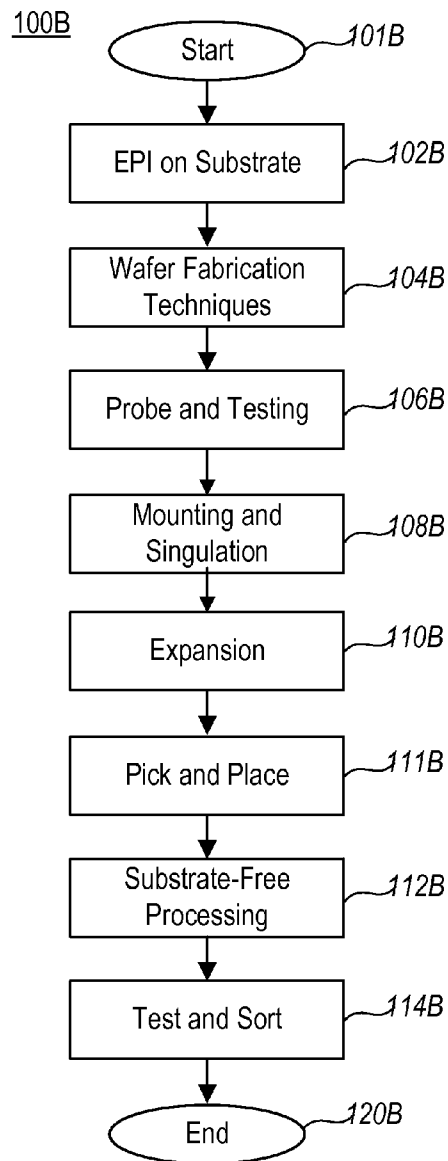 100B
Start
101B
EPI on Substrate
102B
Wafer Fabrication
Techniques
104B
Probe and Testing
106B
Mounting and
Singulation
108B
Expansion
110B
Pick and Place
111B
Substrate-Free
Processing
112B
Test and Sort
114B
End
120B